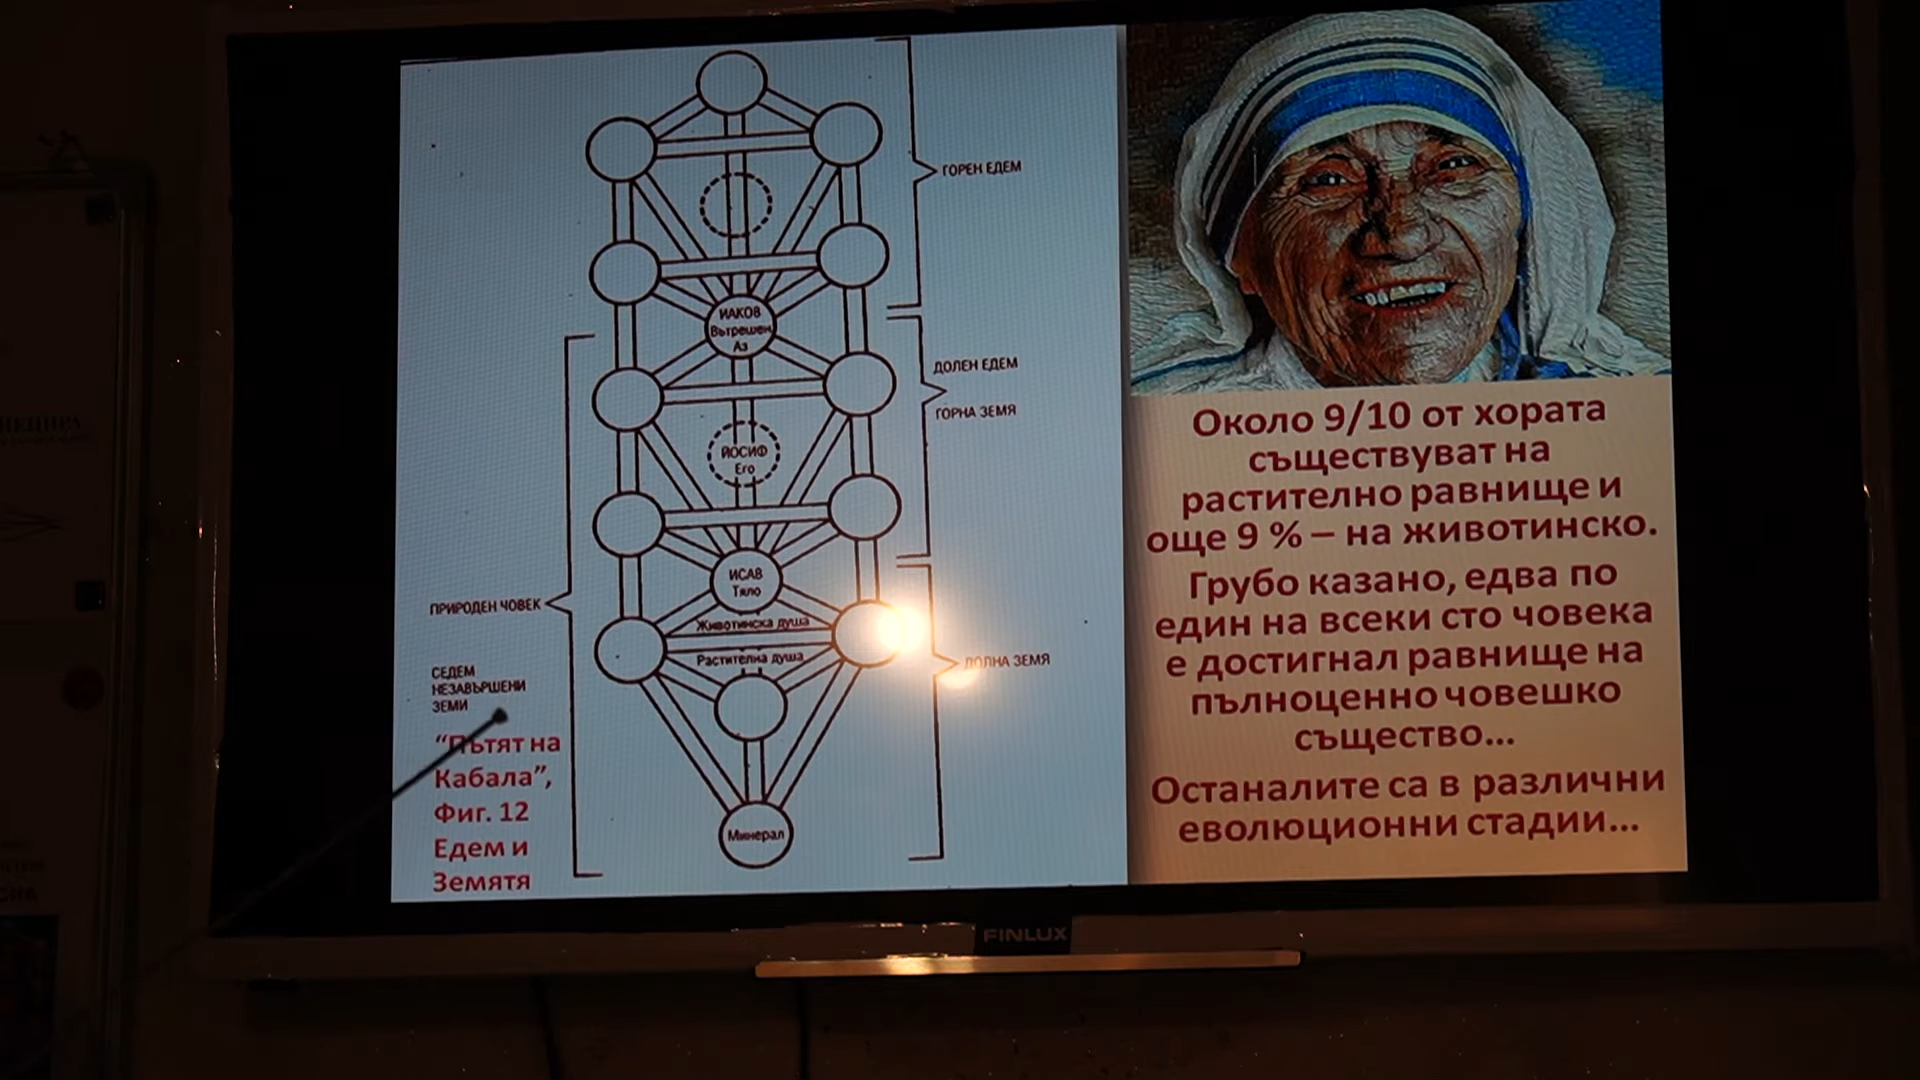 ГОРЕН ЕДЕМ
ИАКОВ
Вътрешен
Аз
ДОЛЕН ЕДЕМ
ГОРНА ЗЕМЯ
ЙОСИФ
Его
ИСАВ
Тяло
ПРИРОДЕН ЧОВЕК
Животинска душа
Растителна душа
ДОЛНА ЗЕМЯ
СЕДЕМ
НЕЗАВЪРШЕНИ
ЗЕМИ
Минерал
“Пътят на
Кабала”,
Фиг. 12
Едем и
Земятя
Около 9/10 от хората
съществуват на
растително равнище и
още 9 % – на животинско.
Грубо казано, едва по
един на всеки сто човека
е достигнал равнище на
пълноценно човешко
същество...
Останалите са в различни
еволюционни стадии...
FINLUX